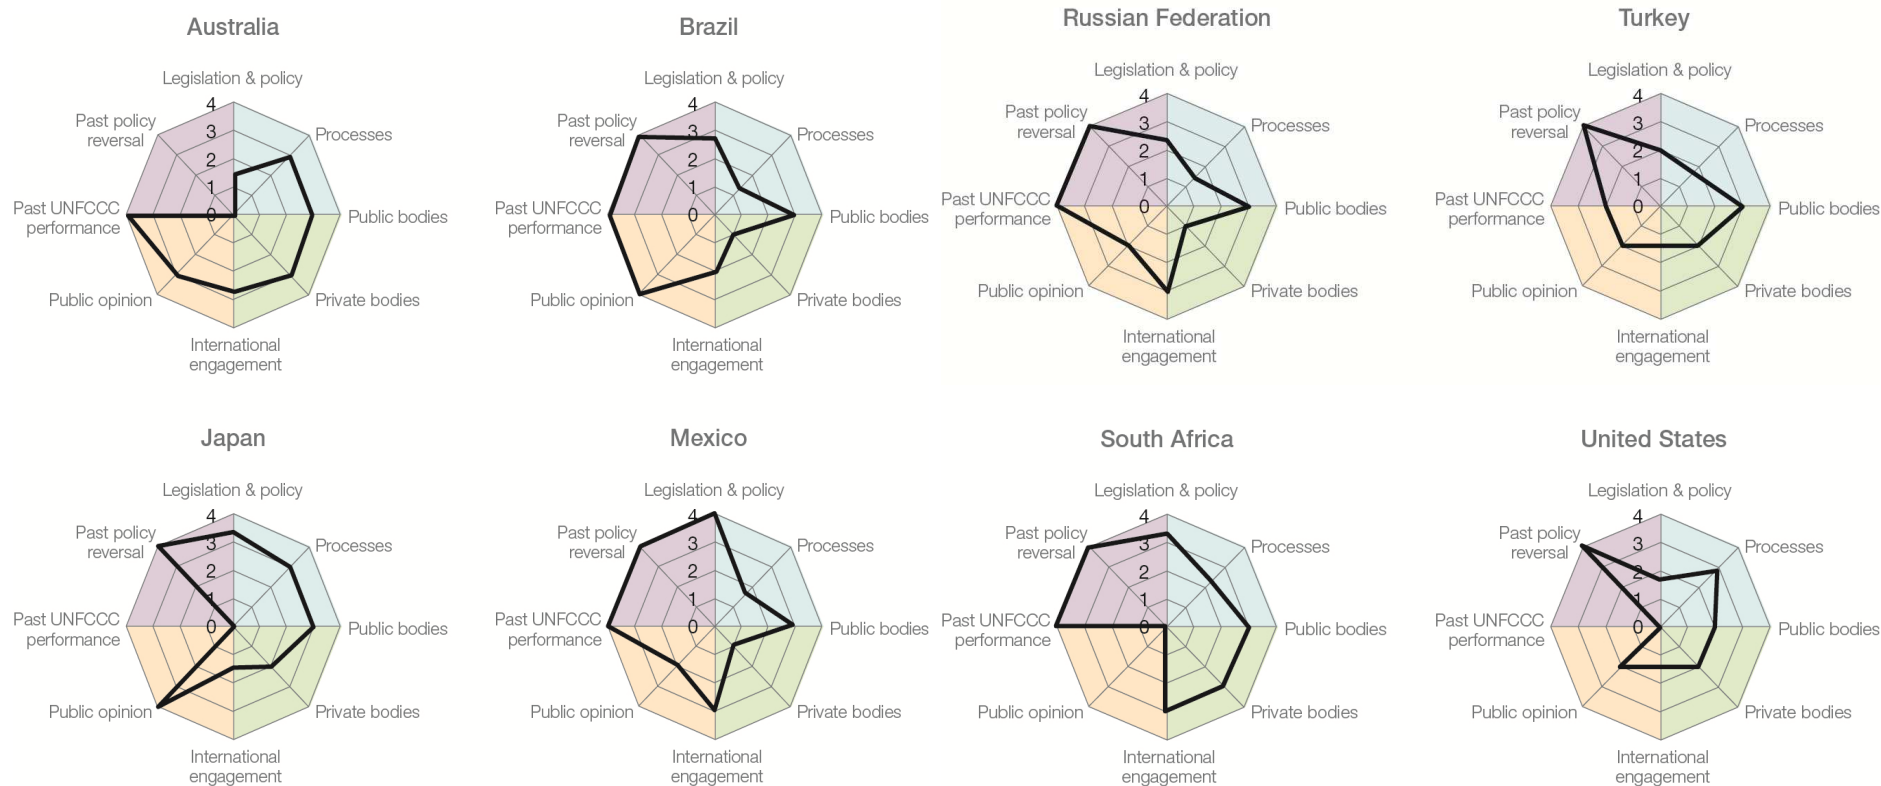 Australia
Legislation & policy
Past policy
reversal
Processes
Past UNFCCC
performance
Public bodies
Public opinion
Private bodies
International
engagement
4
3
2
1
0
Brazil
Legislation & policy
Past policy
reversal
Processes
Past UNFCCC
performance
Public bodies
Public opinion
Private bodies
International
engagement
4
3
2
1
0
Russian Federation
Legislation & policy
Past policy
reversal
Processes
Past UNFCCC
performance
Public bodies
Public opinion
Private bodies
International
engagement
4
3
2
1
0
Turkey
Legislation & policy
Past policy
reversal
Processes
Past UNFCCC
performance
Public bodies
Public opinion
Private bodies
International
engagement
4
3
2
1
0
Japan
Legislation & policy
Past policy
reversal
Processes
Past UNFCCC
performance
Public bodies
Public opinion
Private bodies
International
engagement
4
3
2
1
0
Mexico
Legislation & policy
Past policy
reversal
Processes
Past UNFCCC
performance
Public bodies
Public opinion
Private bodies
International
engagement
4
3
2
1
0
South Africa
Legislation & policy
Past policy
reversal
Processes
Past UNFCCC
performance
Public bodies
Public opinion
Private bodies
International
engagement
4
3
2
1
0
United States
Legislation & policy
Past policy
reversal
Processes
Past UNFCCC
performance
Public bodies
Public opinion
Private bodies
International
engagement
4
3
2
1
0